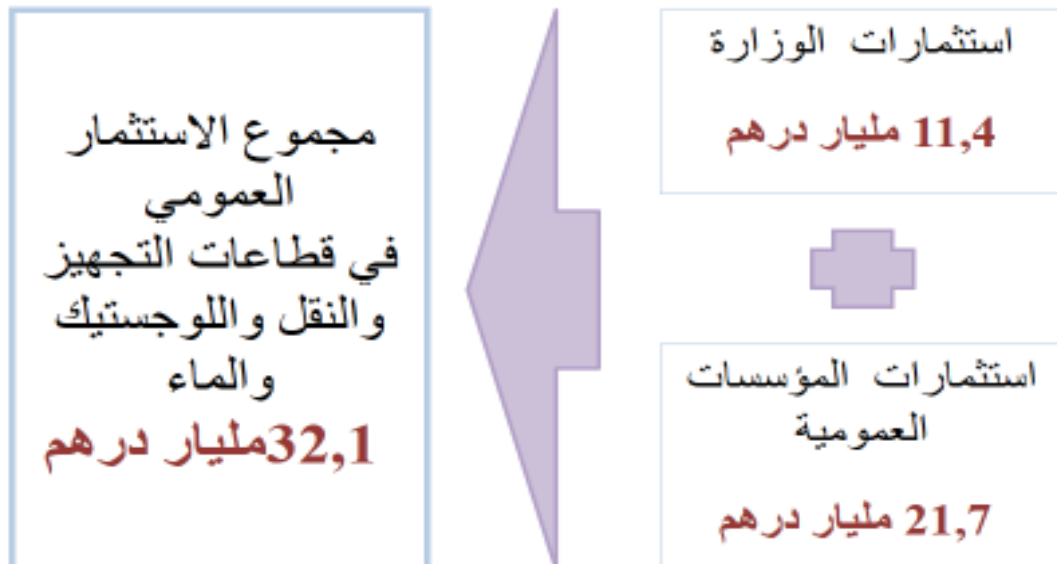 استثمارات الوزارة
11,4 مليار درهم
استثمارات المؤسسات
العمومية
21,7 مليار درهم
مجموع الاستثمار
العمومي
في قطاعات التجهيز
والنقل واللوجستيك
والماء
32,1مليار درهم